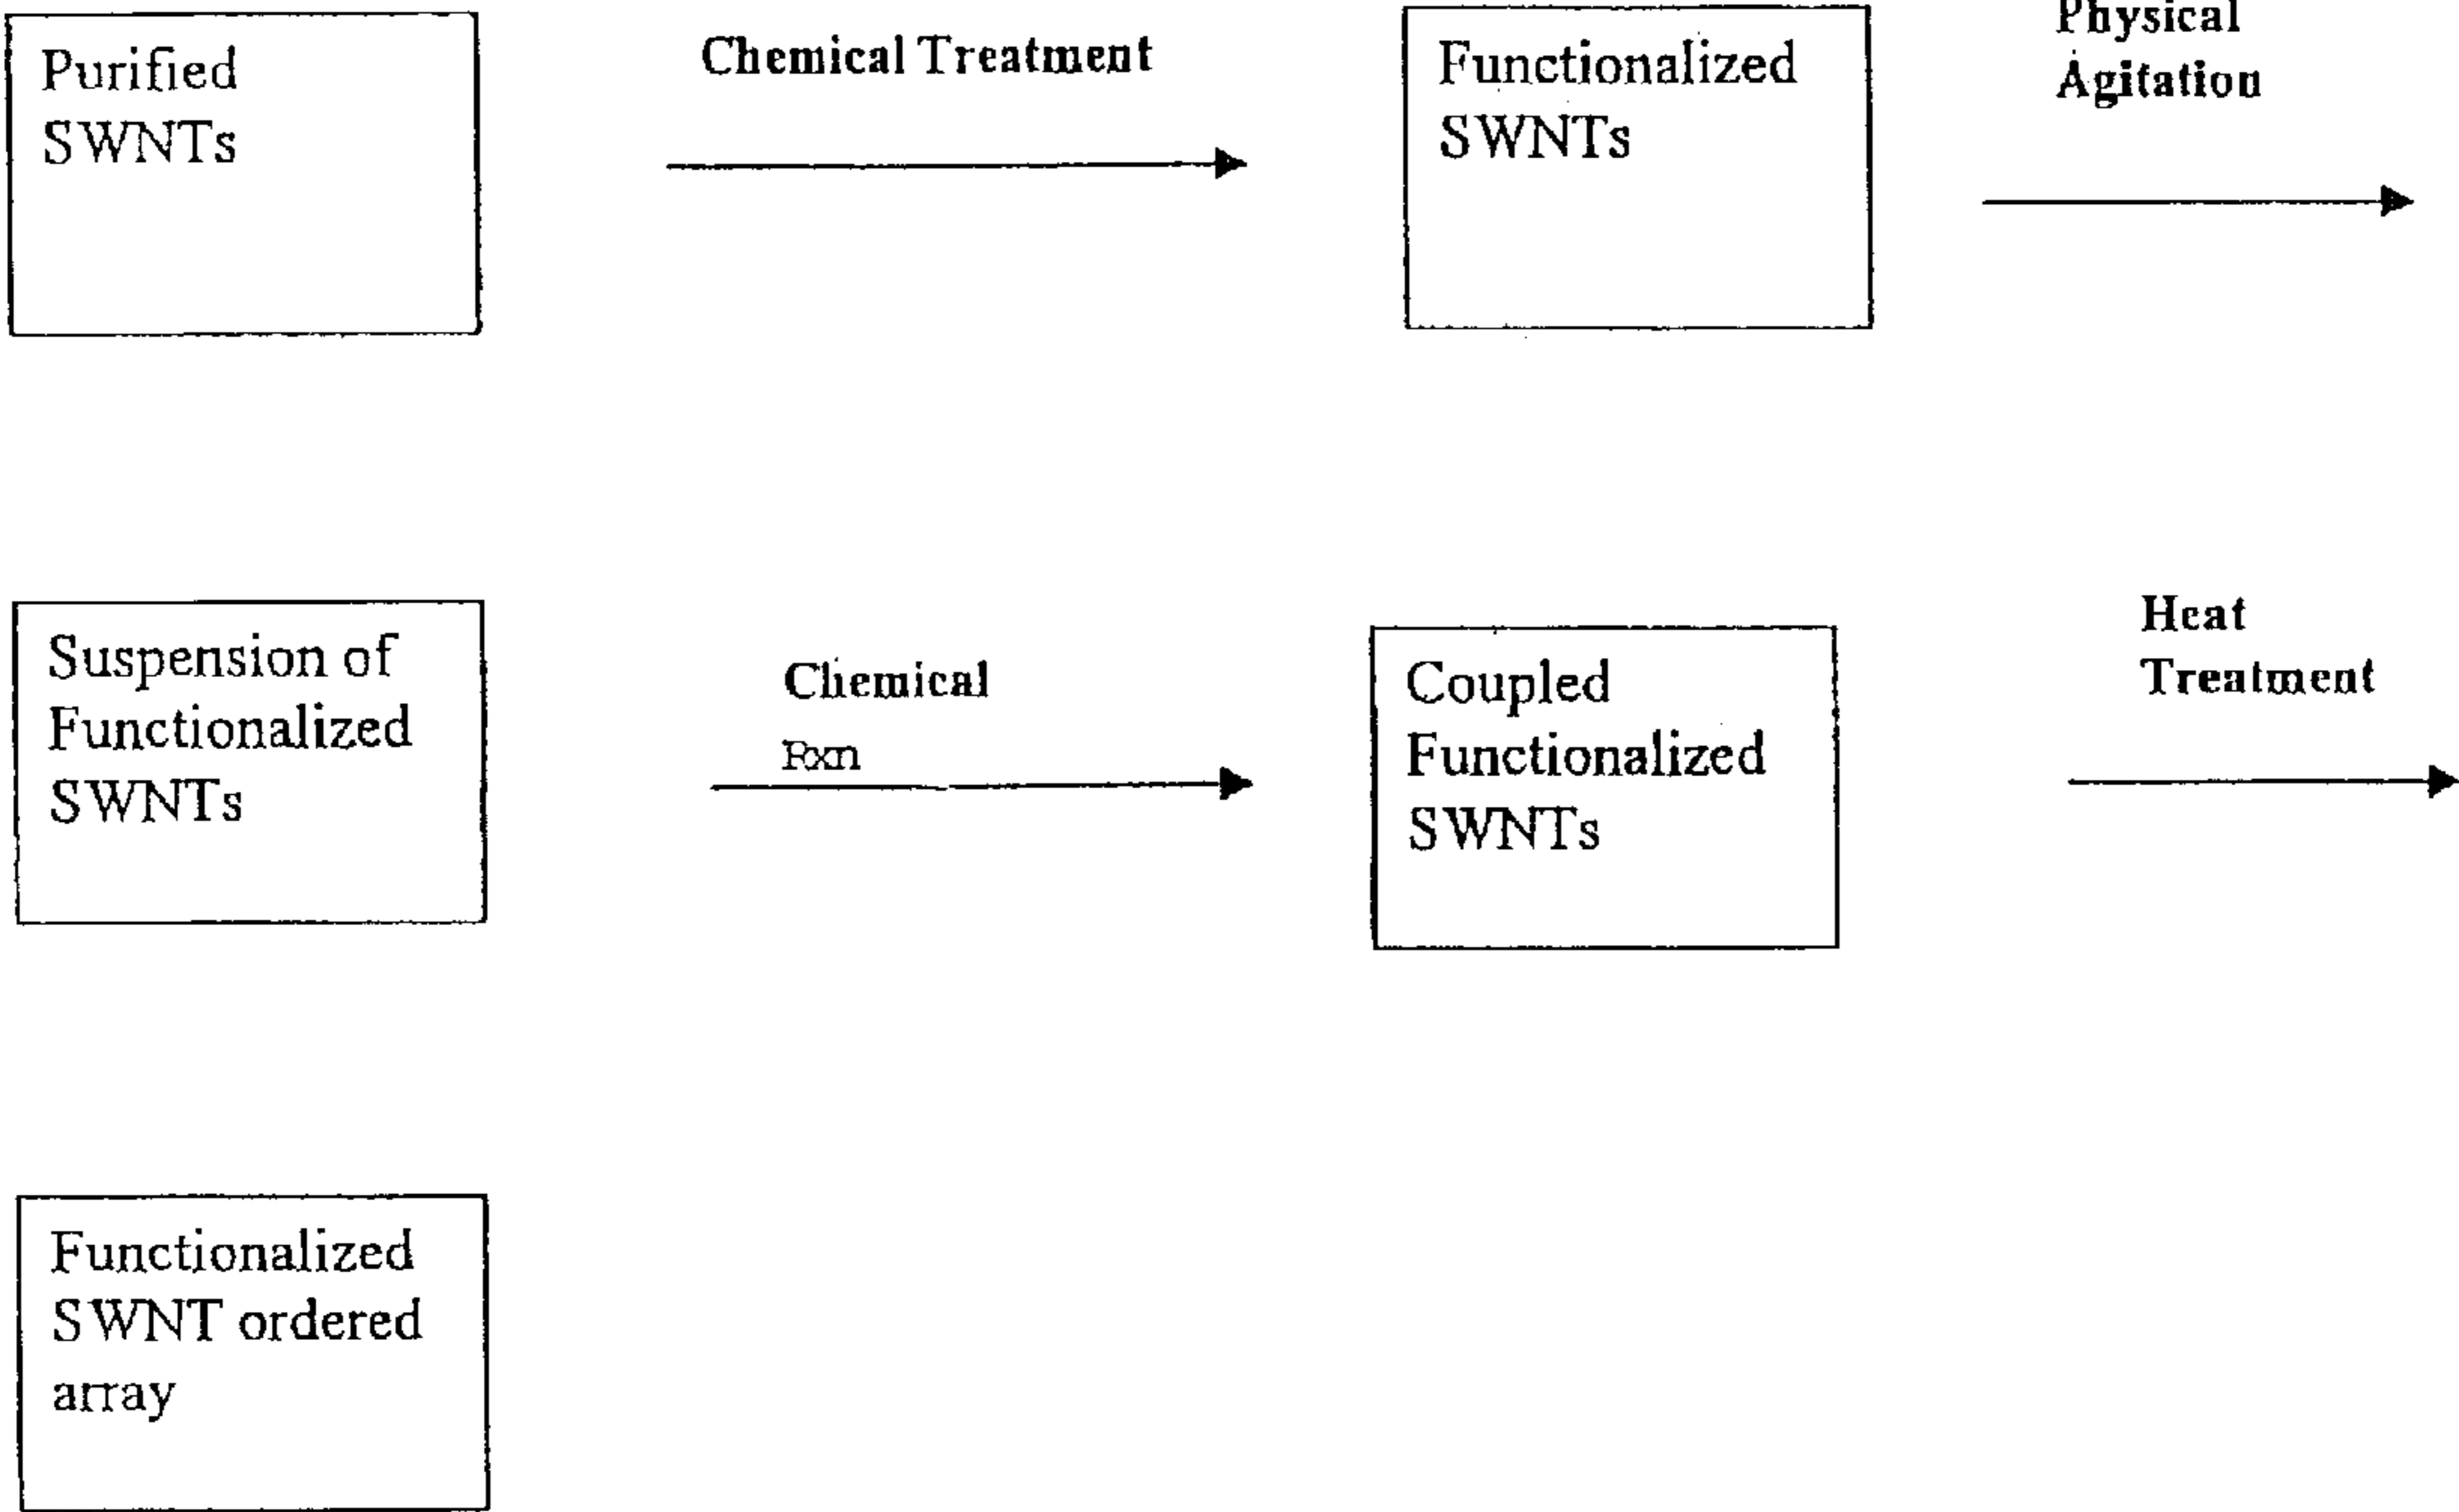 Purified
SWNTs
Chemical Treatment
Functionalized
SWNTs
Physical
Agitation
Suspension of
Functionalized
SWNTs
Chemical
Rxn
Coupled
Functionalized
SWNTs
Heat
Treatment
Functionalized
SWNT ordered
array